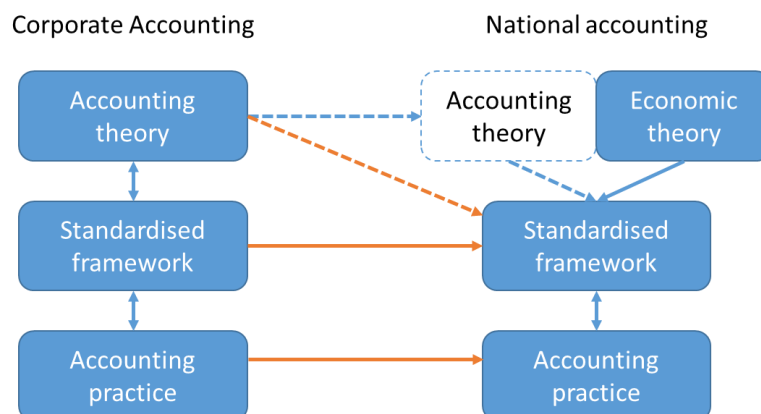 Corporate Accounting
National accounting
Accounting
theory
Accounting
theory
Economic
theory
Standardised
framework
Standardised
framework
Accounting
practice
Accounting
practice